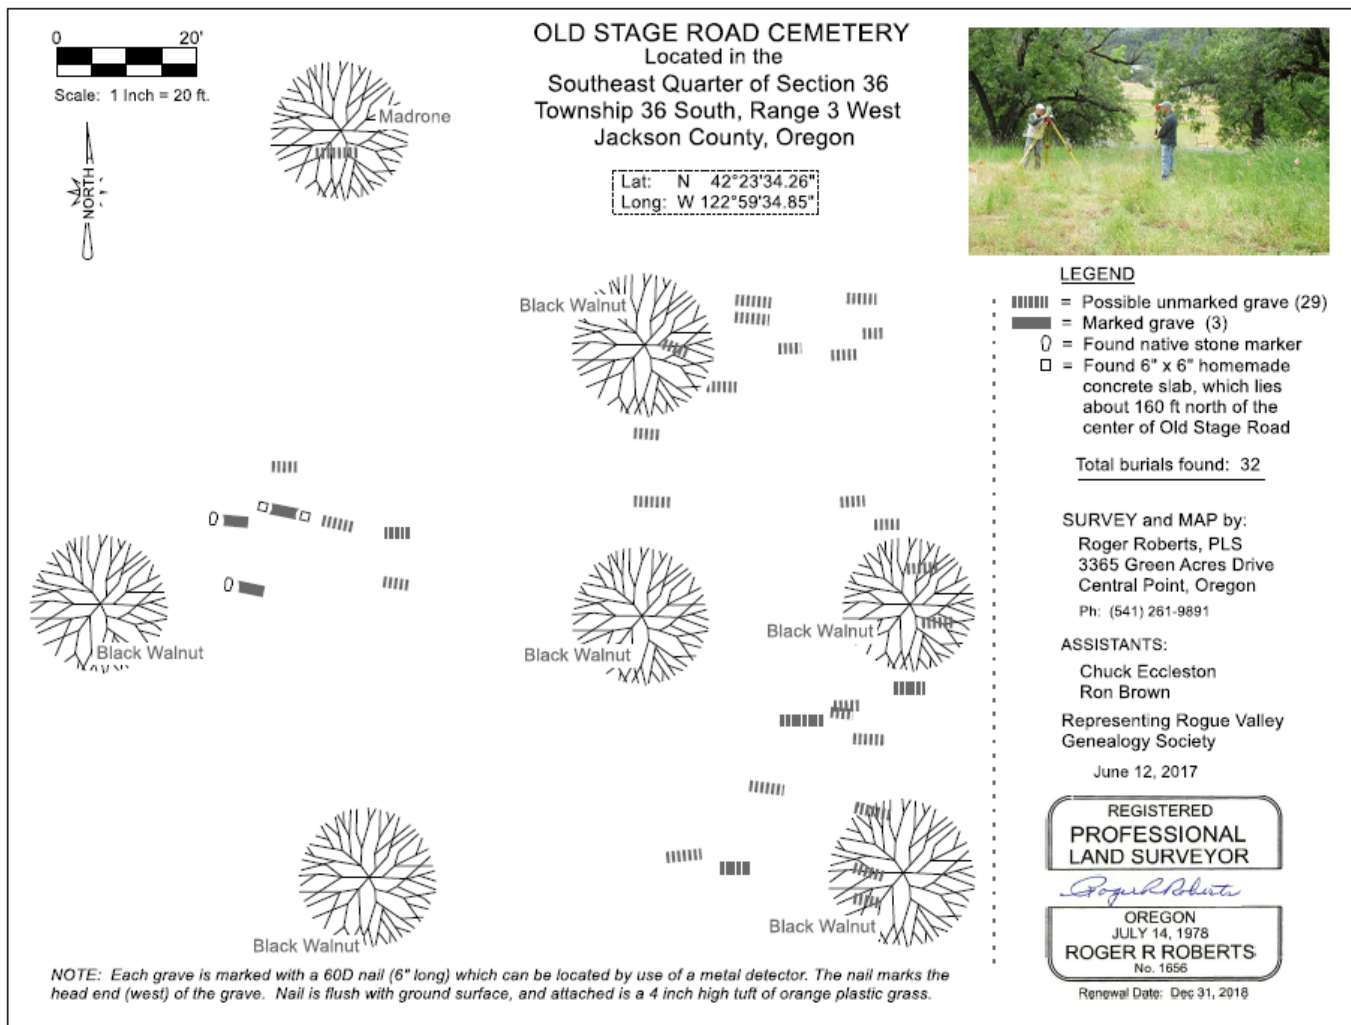 0 20'
Scale: 1 Inch = 20 ft.
NORTH
OLD STAGE ROAD CEMETERY
Located in the
Southeast Quarter of Section 36
Township 36 South, Range 3 West
Jackson County, Oregon
Lat: N 42°23'34.26"
Long: W 122°59'34.85"
Madrone
Black Walnut
Black Walnut
Black Walnut
Black Walnut
Black Walnut
Black Walnut
LEGEND
= Possible unmarked grave (29)
= Marked grave (3)
= Found native stone marker
= Found 6" x 6" homemade
concrete slab, which lies
about 160 ft north of the
center of Old Stage Road
Total burials found: 32
SURVEY and MAP by:
Roger Roberts, PLS
3365 Green Acres Drive
Central Point, Oregon
Ph: (541) 261-9891
ASSISTANTS:
Chuck Eccleston
Ron Brown
Representing Rogue Valley
Genealogy Society
June 12, 2017
REGISTERED
PROFESSIONAL
LAND SURVEYOR
Roger R Roberts
OREGON
JULY 14, 1978
ROGER R ROBERTS
No. 1656
Renewal Date: Dec 31, 2018
NOTE: Each grave is marked with a 60D nail (6" long) which can be located by use of a metal detector. The nail marks the
head end (west) of the grave. Nail is flush with ground surface, and attached is a 4 inch high tuft of orange plastic grass.